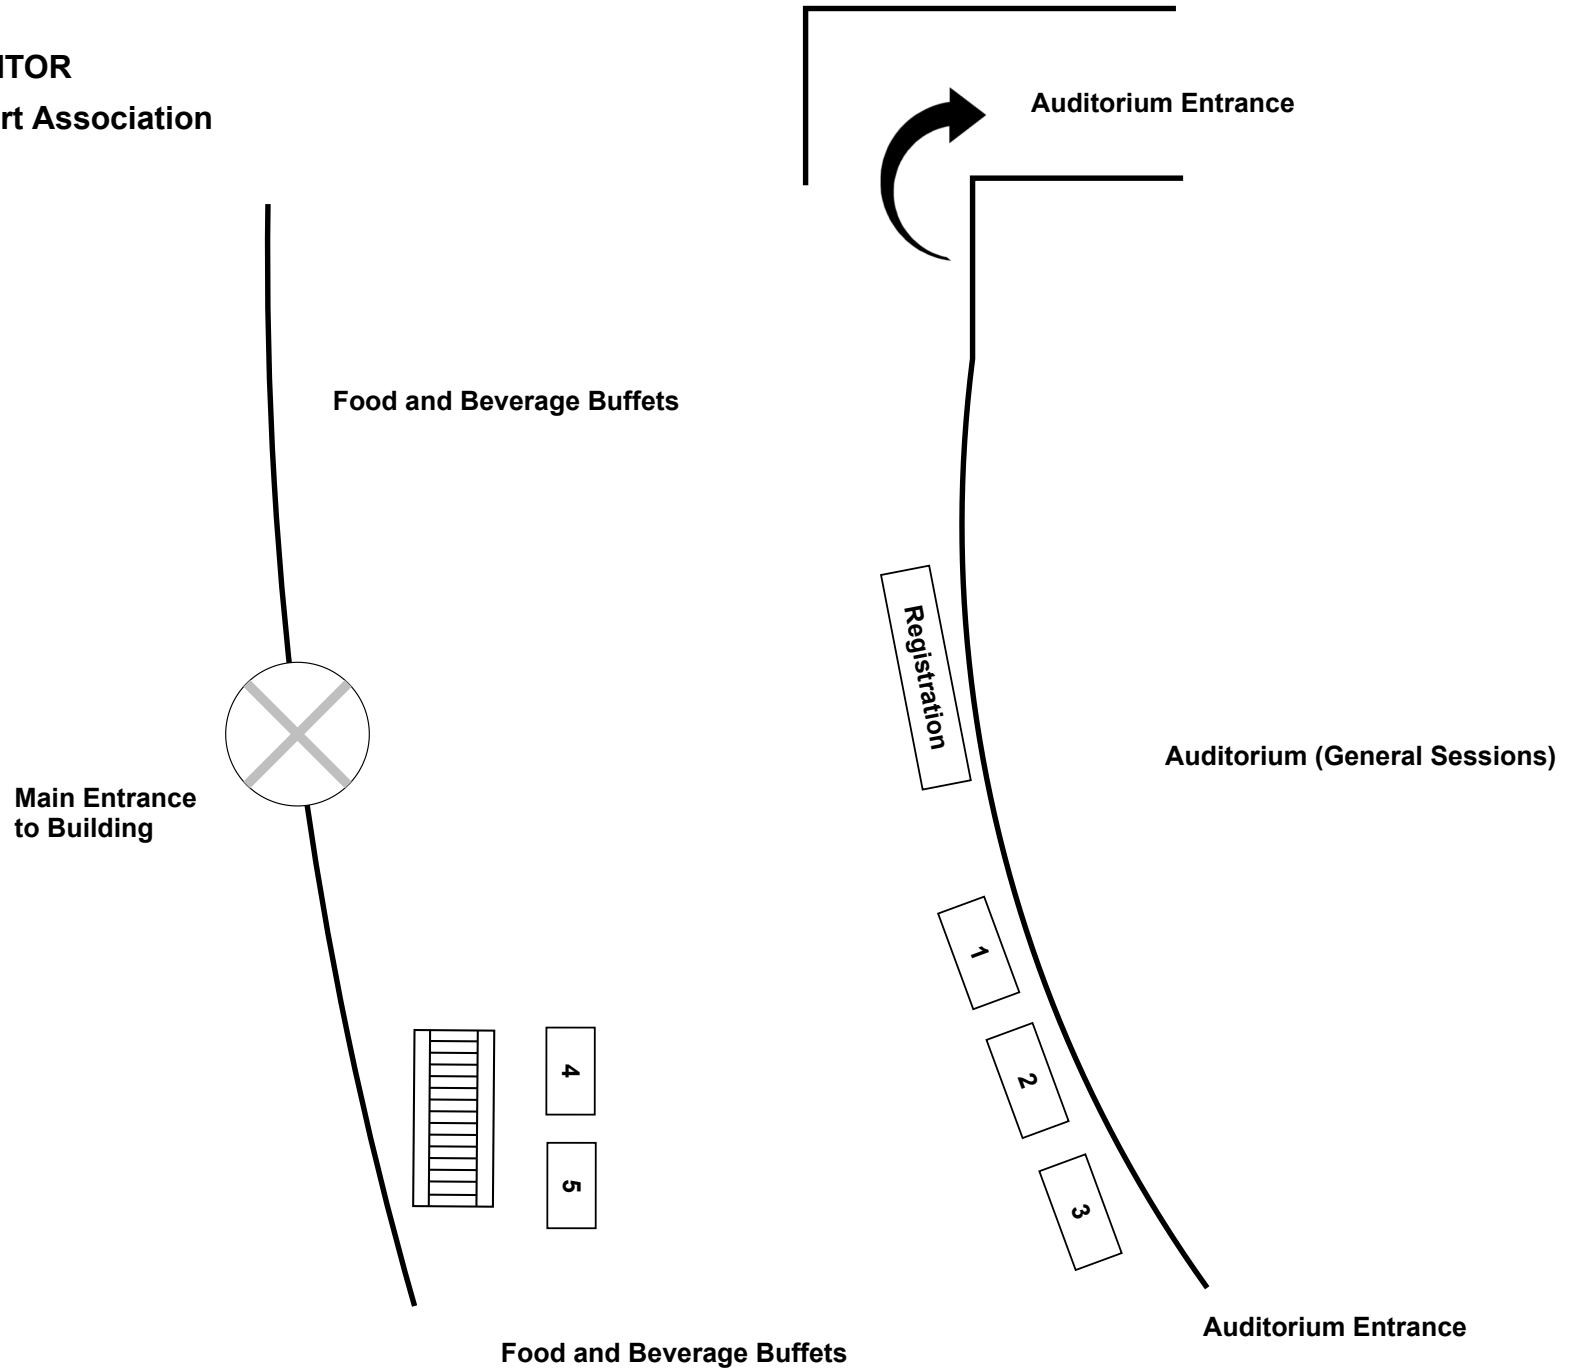 ITOR
rt Association
Auditorium Entrance
Food and Beverage Buffets
Registration
Auditorium (General Sessions)
Main Entrance
to Building
1
2
3
4
5
Auditorium Entrance
Food and Beverage Buffets